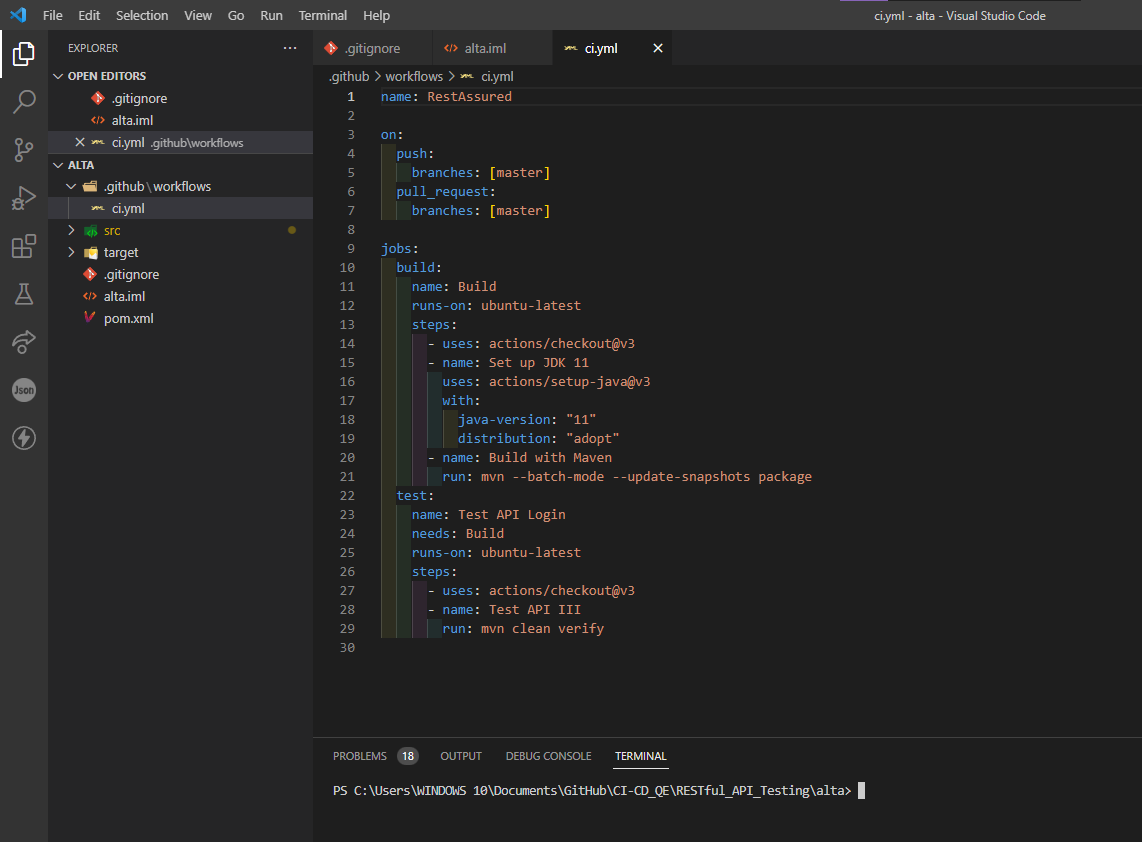 File Edit Selection View Go Run Terminal Help ci.yml - alta - Visual Studio Code
EXPLORER ···
OPEN EDITORS
.gitignore
alta.iml
ci.yml .github\workflows
ALTA
.github\workflows
ci.yml
src
target
.gitignore
alta.iml
pom.xml
Json
.gitignore alta.iml ci.yml
.github > workflows > ci.yml
1 name: RestAssured
2
3 on:
4 push:
5 branches: [master]
6 pull_request:
7 branches: [master]
8
9 jobs:
10 build:
11 name: Build
12 runs-on: ubuntu-latest
13 steps:
14 - uses: actions/checkout@v3
15 - name: Set up JDK 11
16 uses: actions/setup-java@v3
17 with:
18 java-version: "11"
19 distribution: "adopt"
20 - name: Build with Maven
21 run: mvn --batch-mode --update-snapshots package
22 test:
23 name: Test API Login
24 needs: Build
25 runs-on: ubuntu-latest
26 steps:
27 - uses: actions/checkout@v3
28 - name: Test API III
29 run: mvn clean verify
30
PROBLEMS 18 OUTPUT DEBUG CONSOLE TERMINAL
PS C:\Users\WINDOWS 10\Documents\GitHub\CI-CD_QE\RESTful_API_Testing\alta>